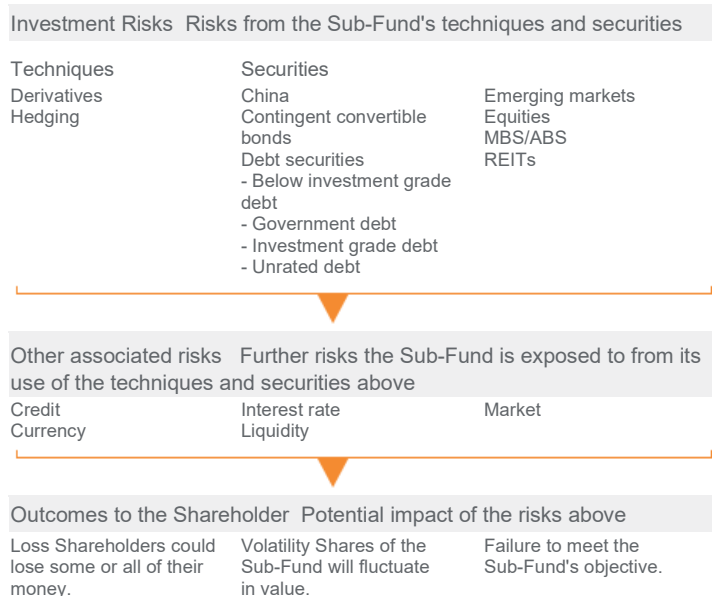 Investment Risks Risks from the Sub-Fund's techniques and securities
Techniques
Derivatives
Hedging
Securities
China
Contingent convertible
bonds
Debt securities
- Below investment grade
debt
- Government debt
- Investment grade debt
- Unrated debt
Emerging markets
Equities
MBS/ABS
REITs
Other associated risks Further risks the Sub-Fund is exposed to from its
use of the techniques and securities above
Credit
Currency
Interest rate
Liquidity
Market
Outcomes to the Shareholder Potential impact of the risks above
Loss Shareholders could
lose some or all of their
money.
Volatility Shares of the
Sub-Fund will fluctuate
in value.
Failure to meet the
Sub-Fund's objective.